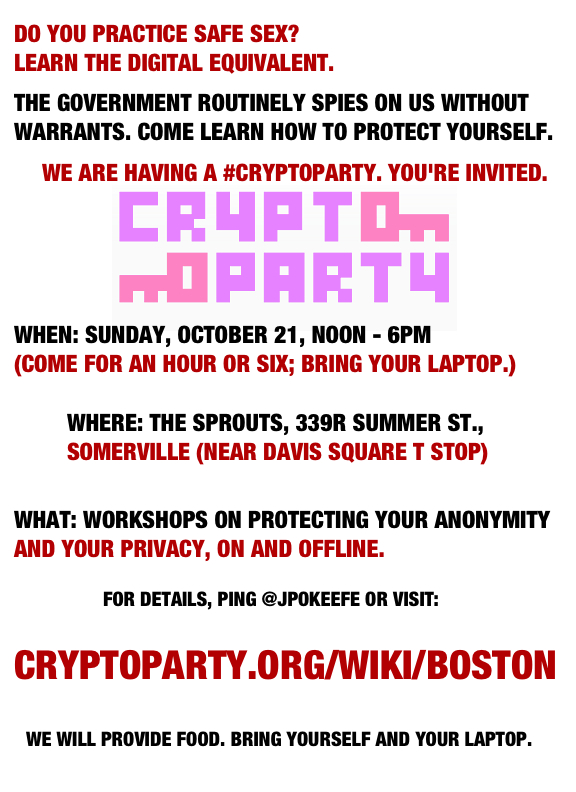 DO YOU PRACTICE SAFE SEX?
LEARN THE DIGITAL EQUIVALENT.
THE GOVERNMENT ROUTINELY SPIES ON US WITHOUT
WARRANTS. COME LEARN HOW TO PROTECT YOURSELF.
WE ARE HAVING A #CRYPTOPARTY. YOU'RE INVITED.
CRYPTO
PARTY
WHEN: SUNDAY, OCTOBER 21, NOON - 6PM
(COME FOR AN HOUR OR SIX; BRING YOUR LAPTOP.)
WHERE: THE SPROUTS, 339R SUMMER ST.,
SOMERVILLE (NEAR DAVIS SQUARE T STOP)
WHAT: WORKSHOPS ON PROTECTING YOUR ANONYMITY
AND YOUR PRIVACY, ON AND OFFLINE.
FOR DETAILS, PING @JPOKEEFE OR VISIT:
CRYPTOPARTY.ORG/WIKI/BOSTON
WE WILL PROVIDE FOOD. BRING YOURSELF AND YOUR LAPTOP.